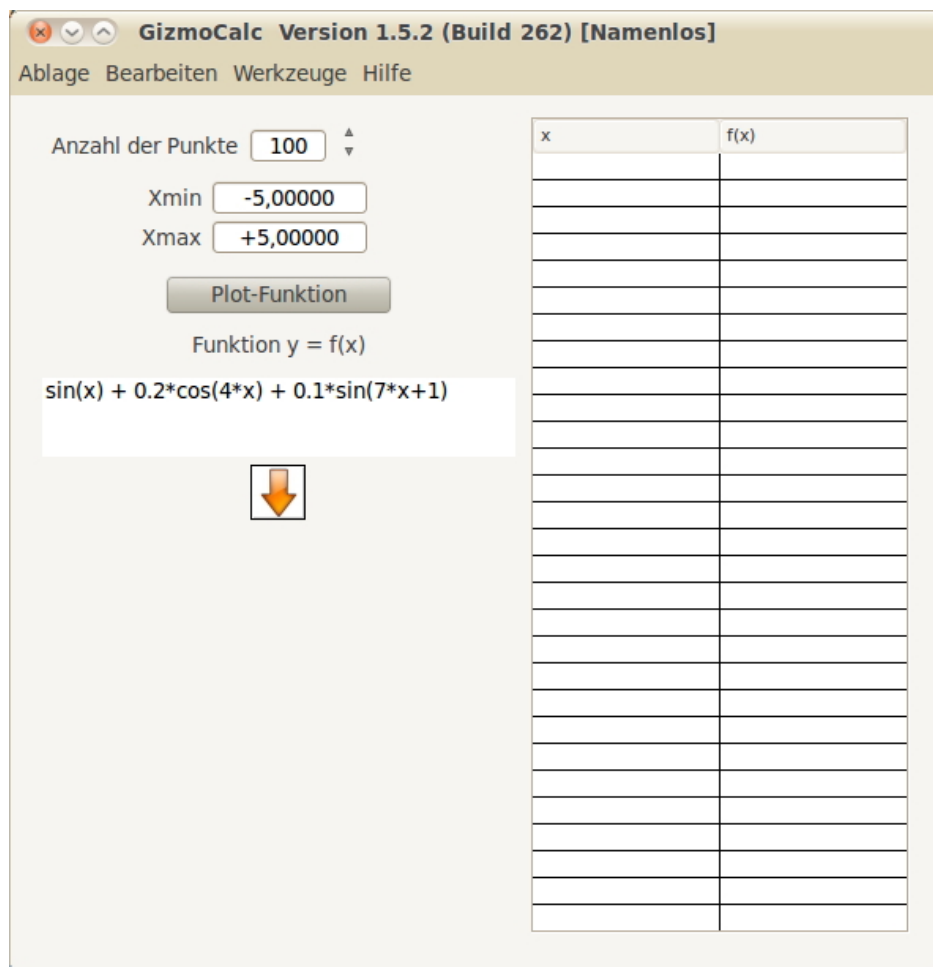 GizmoCalc Version 1.5.2 (Build 262) [Namenlos]
Ablage Bearbeiten Werkzeuge Hilfe
Anzahl der Punkte 100
Xmin -5,00000
Xmax +5,00000
Plot-Funktion
Funktion y = f(x)
sin(x) + 0.2*cos(4*x) + 0.1*sin(7*x+1)
x f(x)